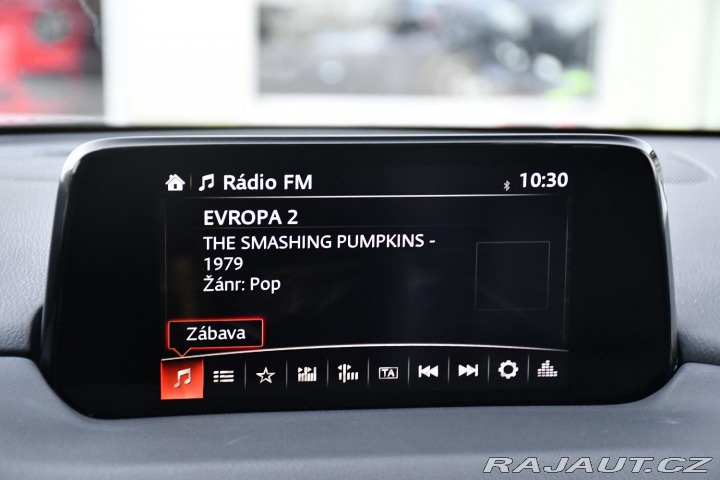 Rádio FM
10:30
EVROPA 2
THE SMASHING PUMPKINS -
1979
Žánr: Pop
Zábava
TA
RAJAUT.CZ